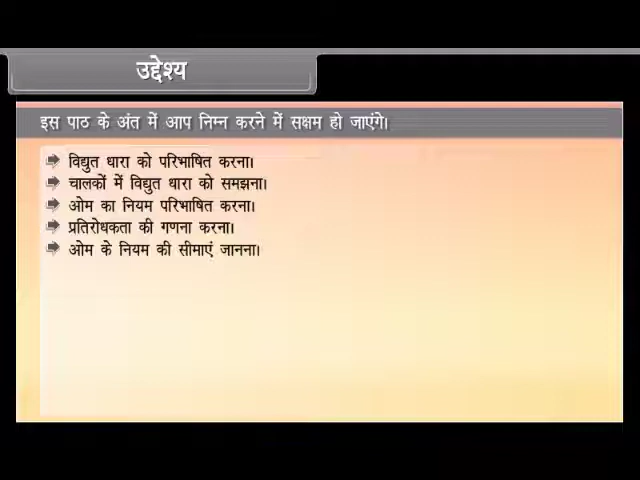 उद्देश्य
इस पाठ के अंत में आप निम्न करने में सक्षम हो जाएंगे।
विद्युत धारा को परिभाषित करना।
चालकों में विद्युत धारा को समझना।
ओम का नियम परिभाषित करना।
प्रतिरोधकता की गणना करना।
ओम के नियम की सीमाएं जानना।